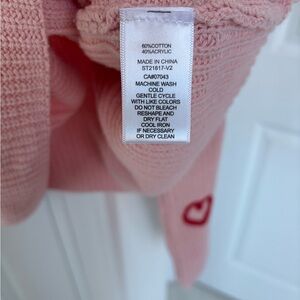 60%COTTON
40%ACRYLIC
MADE IN CHINA
ST21817-V2
CA#07043
MACHINE WASH
COLD
GENTLE CYCLE
WITH LIKE COLORS
DO NOT BLEACH
RESHAPE AND
DRY FLAT
COOL IRON
IF NECESSARY
OR DRY CLEAN